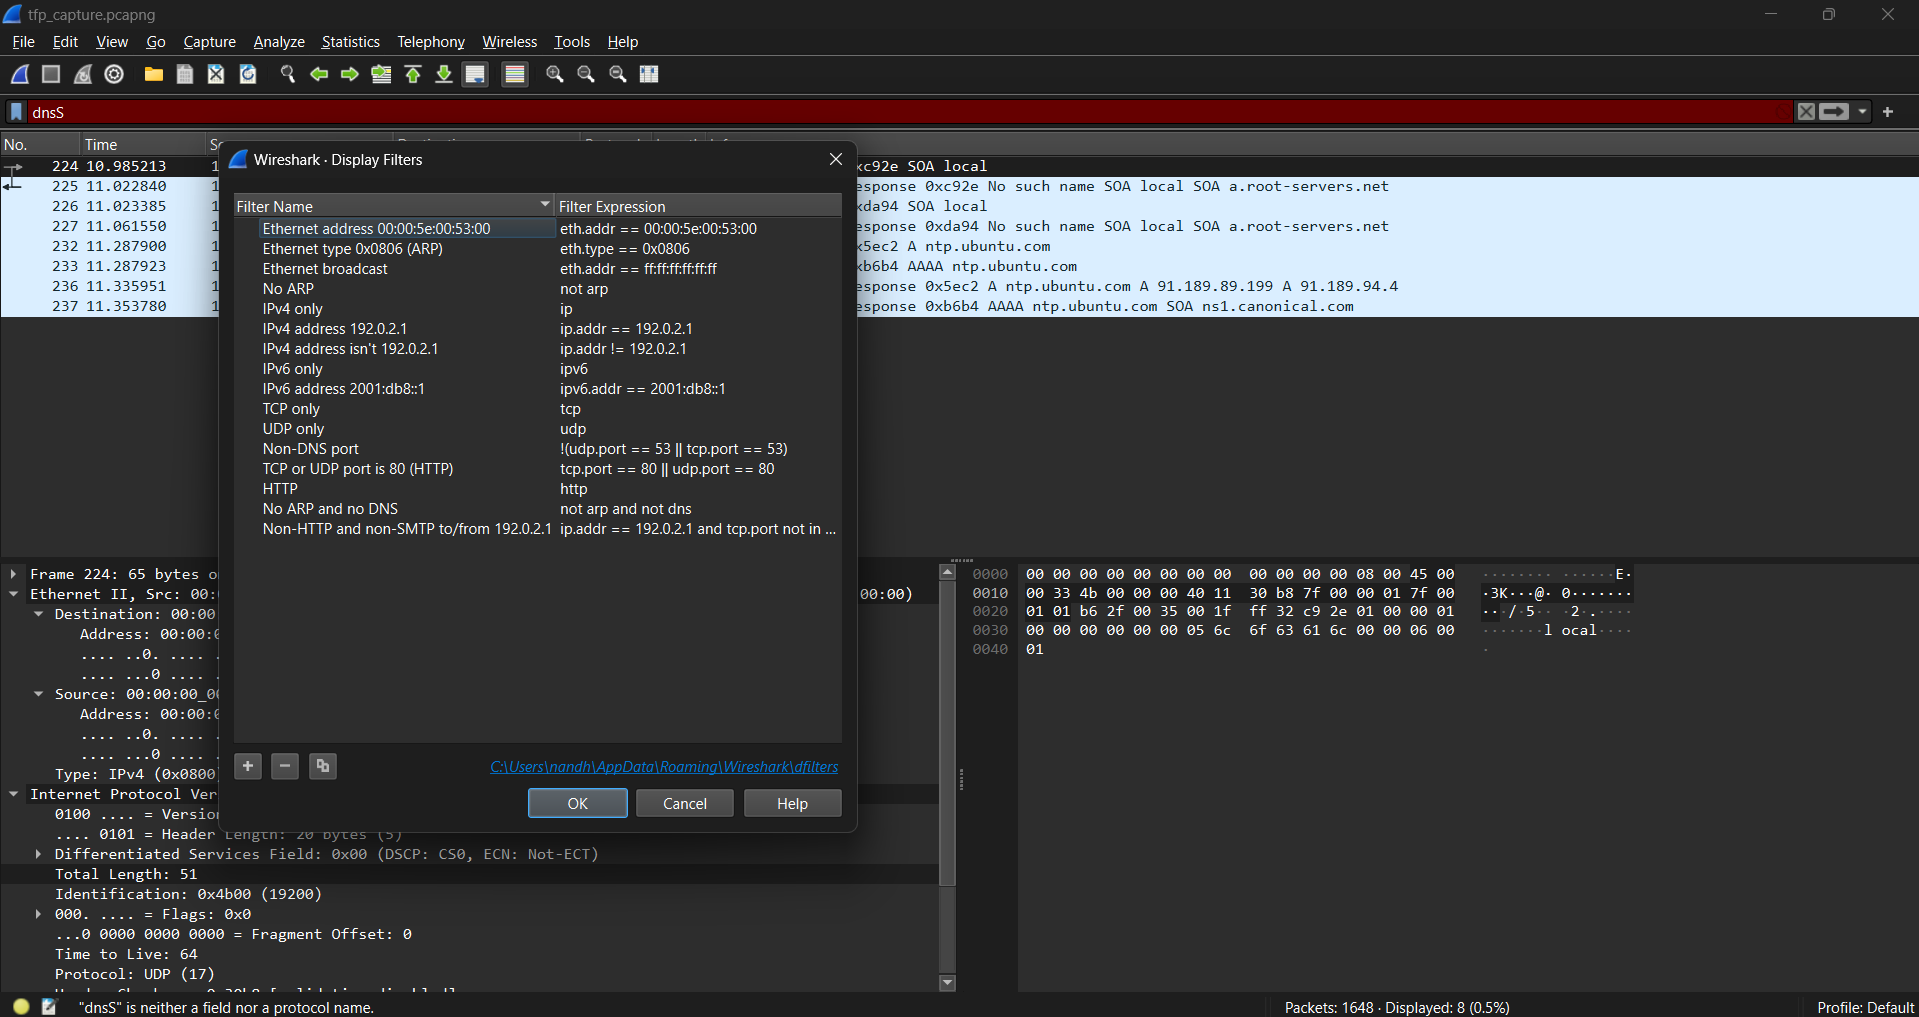 tfp_capture.pcapng
File Edit View Go Capture Analyze Statistics Telephony Wireless Tools Help
dnsS
No. Time
224 10.985213 1 xc92e SOA local
225 11.022840 1 esponse 0xc92e No such name SOA local SOA a.root-servers.net
226 11.023385 1 xda94 SOA local
227 11.061550 1 esponse 0xda94 No such name SOA local SOA a.root-servers.net
232 11.287900 1 x5ec2 A ntp.ubuntu.com
233 11.287923 1 xb6b4 AAAA ntp.ubuntu.com
236 11.335951 1 esponse 0x5ec2 A ntp.ubuntu.com A 91.189.89.199 A 91.189.94.4
237 11.353780 1 esponse 0xb6b4 AAAA ntp.ubuntu.com SOA ns1.canonical.com
Wireshark · Display Filters
Filter Name Filter Expression
Ethernet address 00:00:5e:00:53:00 eth.addr == 00:00:5e:00:53:00
Ethernet type 0x0806 (ARP) eth.type == 0x0806
Ethernet broadcast eth.addr == ff:ff:ff:ff:ff:ff
No ARP not arp
IPv4 only ip
IPv4 address 192.0.2.1 ip.addr == 192.0.2.1
IPv4 address isn't 192.0.2.1 ip.addr != 192.0.2.1
IPv6 only ipv6
IPv6 address 2001:db8::1 ipv6.addr == 2001:db8::1
TCP only tcp
UDP only udp
Non-DNS port !(udp.port == 53 || tcp.port == 53)
TCP or UDP port is 80 (HTTP) tcp.port == 80 || udp.port == 80
HTTP http
No ARP and no DNS not arp and not dns
Non-HTTP and non-SMTP to/from 192.0.2.1 ip.addr == 192.0.2.1 and tcp.port not in ...
C:\Users\nandh\AppData\Roaming\Wireshark\dfilters
OK Cancel Help
Frame 224: 65 bytes o
Ethernet II, Src: 00: 00:00)
Destination: 00:00
Address: 00:00:0
.... ..0. .... .
.... ...0 .... .
Source: 00:00:00_00
Address: 00:00:0
.... ..0. .... .
.... ...0 .... .
Type: IPv4 (0x0800
Internet Protocol Ver
0100 .... = Version
.... 0101 = Header Length: 20 bytes (5)
Differentiated Services Field: 0x00 (DSCP: CS0, ECN: Not-ECT)
Total Length: 51
Identification: 0x4b00 (19200)
000. .... = Flags: 0x0
...0 0000 0000 0000 = Fragment Offset: 0
Time to Live: 64
Protocol: UDP (17)
0000 00 00 00 00 00 00 00 00 00 00 00 00 08 00 45 00 ········ ······E·
0010 00 33 4b 00 00 00 40 11 30 b8 7f 00 00 01 7f 00 ·3K···@· 0·······
0020 01 01 b6 2f 00 35 00 1f ff 32 c9 2e 01 00 00 01 ···/·5·· ·2·.····
0030 00 00 00 00 00 00 05 6c 6f 63 61 6c 00 00 06 00 ·······l ocal····
0040 01 ·
"dnsS" is neither a field nor a protocol name.
Packets: 1648 · Displayed: 8 (0.5%)
Profile: Default